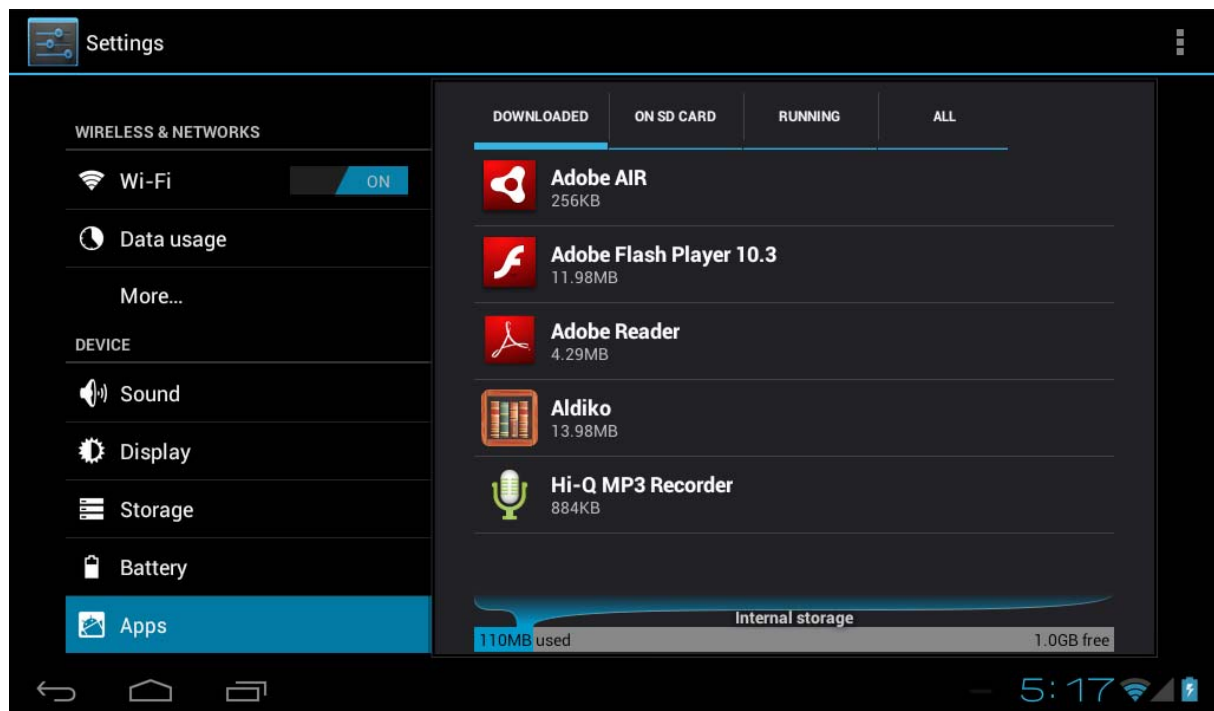 Settings
WIRELESS & NETWORKS
Wi-Fi ON
Data usage
More...
DEVICE
Sound
Display
Storage
Battery
Apps
DOWNLOADED ON SD CARD RUNNING ALL
Adobe AIR
256KB
Adobe Flash Player 10.3
11.98MB
Adobe Reader
4.29MB
Aldiko
13.98MB
Hi-Q MP3 Recorder
884KB
Internal storage
110MB used 1.0GB free
5:17